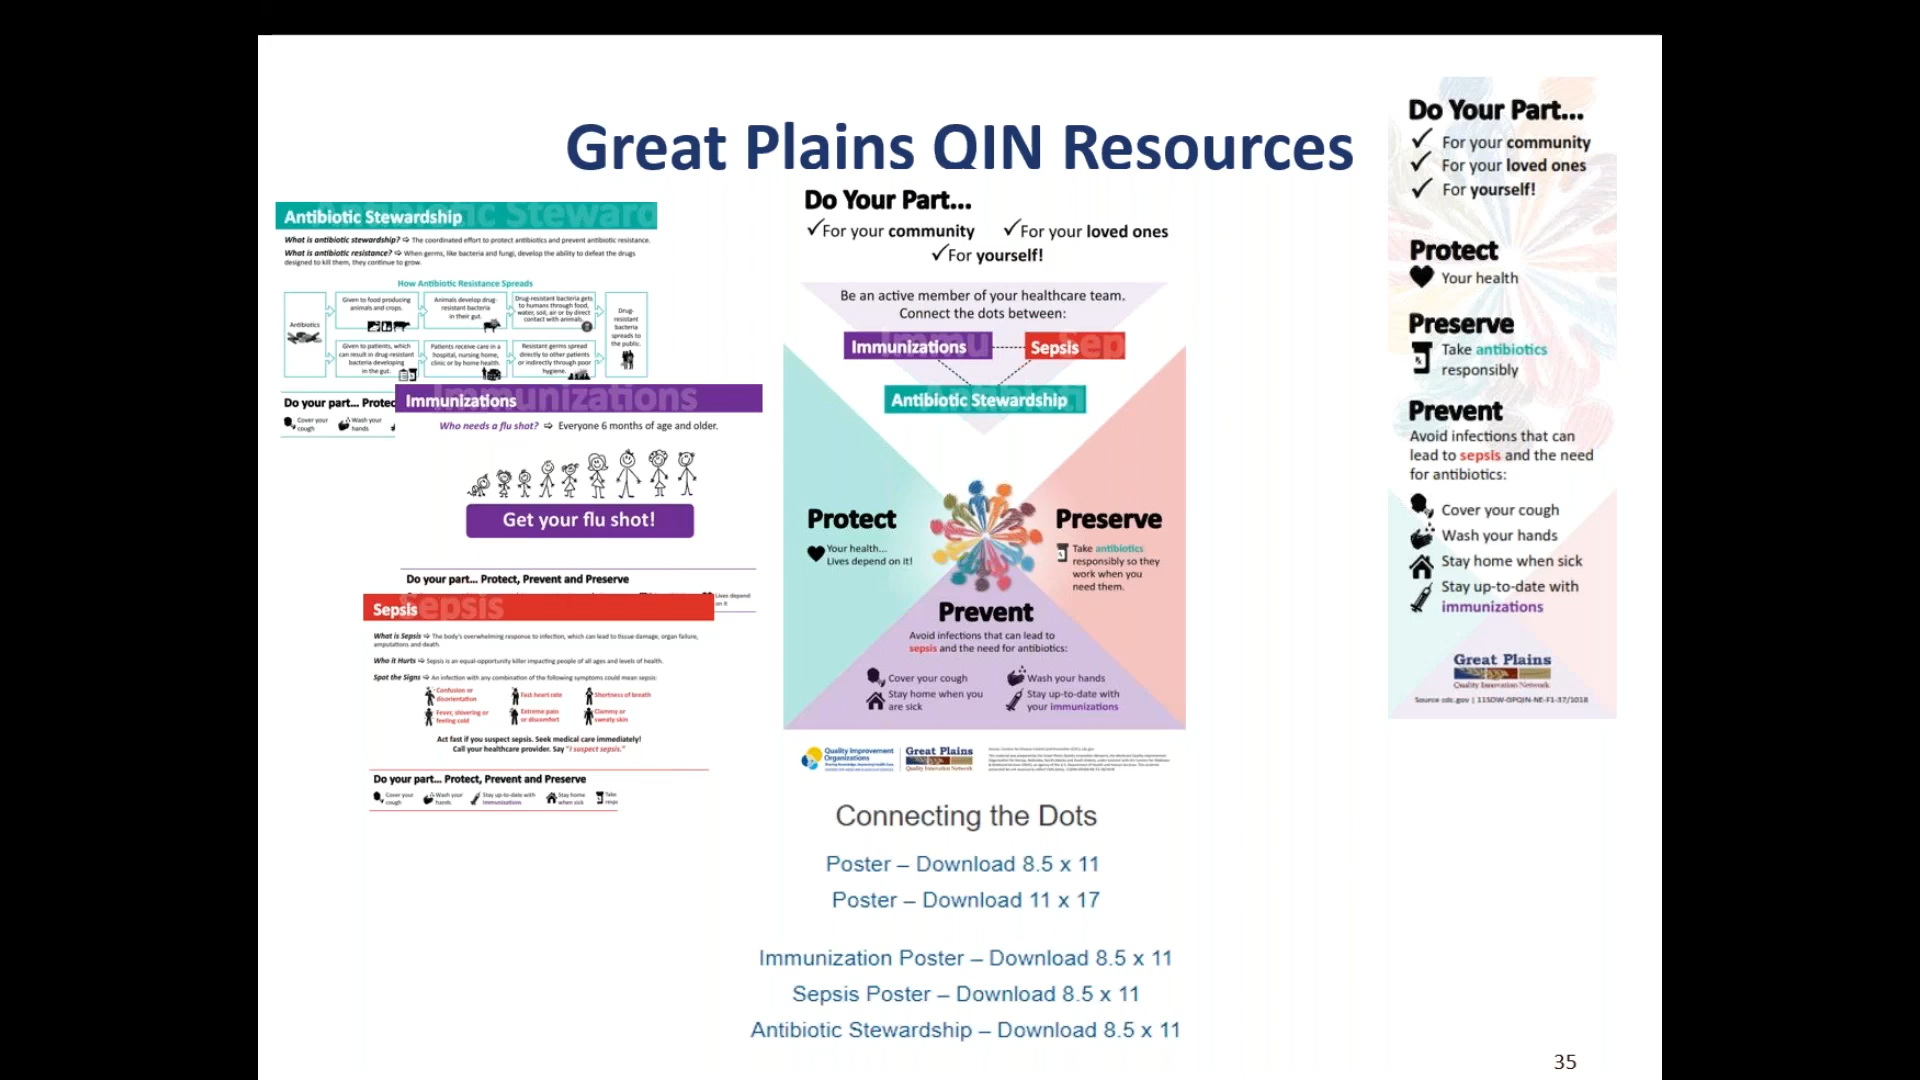 Great Plains QIN Resources
Antibiotic Stewardship
What is antibiotic stewardship? ⇨ The coordinated effort to protect antibiotics and prevent antibiotic resistance.
What is antibiotic resistance? ⇨ When germs, like bacteria and fungi, develop the ability to defeat the drugs
designed to kill them, they continue to grow.
How Antibiotic Resistance Spreads
Antibiotics
Given to food producing
animals and crops.
Animals develop drug-
resistant bacteria
in their gut.
Drug-resistant bacteria gets
to humans through food,
water, soil, air or by direct
contact with animals.
Given to patients, which
can result in drug-resistant
bacteria developing
in the gut.
Patients receive care in a
hospital, nursing home,
clinic or by home health.
Resistant germs spread
directly to other patients
or indirectly through poor
hygiene.
Drug-
resistant
bacteria
spreads to
the public.
Do your part... Protec
Cover your
cough
Wash your
hands
Immunizations
Who needs a flu shot? ⇨ Everyone 6 months of age and older.
Get your flu shot!
Do your part... Protect, Prevent and Preserve
Lives depend
on it
Sepsis
What is Sepsis ⇨ The body's overwhelming response to infection, which can lead to tissue damage, organ failure,
amputations and death
Who it Hurts ⇨ Sepsis is an equal-opportunity killer impacting people of all ages and levels of health.
Spot the Signs ⇨ An infection with any combination of the following symptoms could mean sepsis:
Confusion or
disorientation
Fast heart rate
Shortness of breath
Fever, shivering or
feeling cold
Extreme pain
or discomfort
Clammy or
sweaty skin
Act fast if you suspect sepsis. Seek medical care immediately!
Call your healthcare provider. Say "I suspect sepsis."
Do your part... Protect, Prevent and Preserve
Cover your
cough
Wash your
hands
Stay up-to-date with
immunizations
Stay home
when sick
Take
respo
Do Your Part...
✓For your community ✓For your loved ones
✓For yourself!
Be an active member of your healthcare team.
Connect the dots between:
Immunizations
Sepsis
Antibiotic Stewardship
Protect
Your health...
Lives depend on it!
Preserve
Take antibiotics
responsibly so they
work when you
need them.
Prevent
Avoid infections that can lead to
sepsis and the need for antibiotics:
Cover your cough
Wash your hands
Stay home when you
are sick
Stay up-to-date with
your immunizations
Quality Improvement
Organizations
Great Plains
Quality Innovation Network
Connecting the Dots
Poster – Download 8.5 x 11
Poster – Download 11 x 17
Immunization Poster – Download 8.5 x 11
Sepsis Poster – Download 8.5 x 11
Antibiotic Stewardship – Download 8.5 x 11
Do Your Part...
✓ For your community
✓ For your loved ones
✓ For yourself!
Protect
Your health
Preserve
Take antibiotics
responsibly
Prevent
Avoid infections that can
lead to sepsis and the need
for antibiotics:
Cover your cough
Wash your hands
Stay home when sick
Stay up-to-date with
immunizations
Great Plains
Quality Innovation Network
Source cdc.gov | 11SOW-GPQIN-NE-F1-37/1018
35